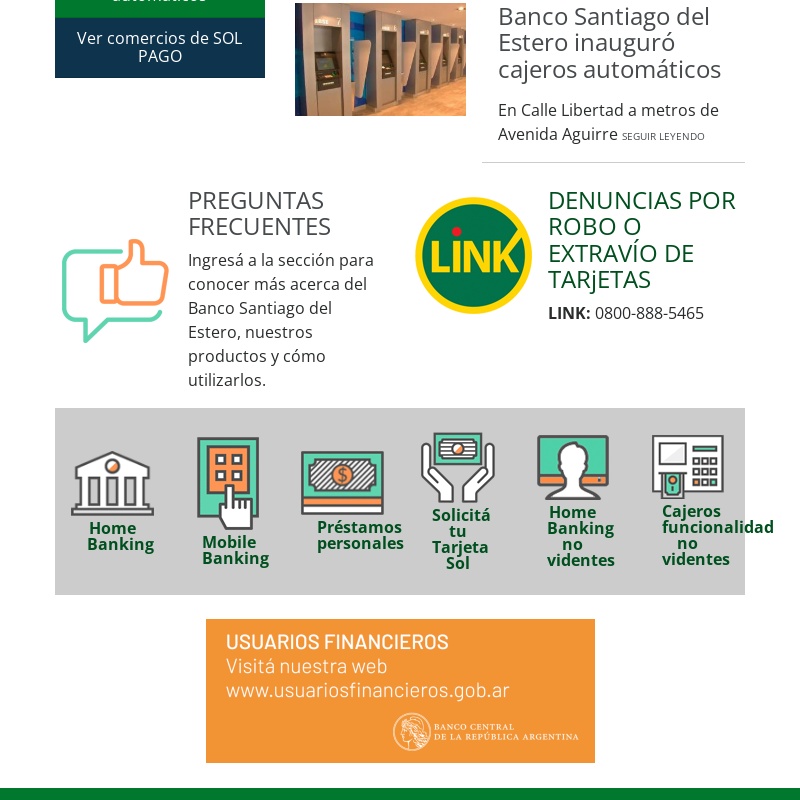 automáticos
Ver comercios de SOL
PAGO
Banco Santiago del
Estero inauguró
cajeros automáticos
En Calle Libertad a metros de
Avenida Aguirre SEGUIR LEYENDO
PREGUNTAS
FRECUENTES
Ingresá a la sección para
conocer más acerca del
Banco Santiago del
Estero, nuestros
productos y cómo
utilizarlos.
LiNK
DENUNCIAS POR
ROBO O
EXTRAVÍO DE
TARjETAS
LINK: 0800-888-5465
Home
Banking
Mobile
Banking
Préstamos
personales
Solicitá
tu
Tarjeta
Sol
Home
Banking
no
videntes
Cajeros
funcionalidad
no
videntes
USUARIOS FINANCIEROS
Visitá nuestra web
www.usuariosfinancieros.gob.ar
BANCO CENTRAL
DE LA REPÚBLICA ARGENTINA